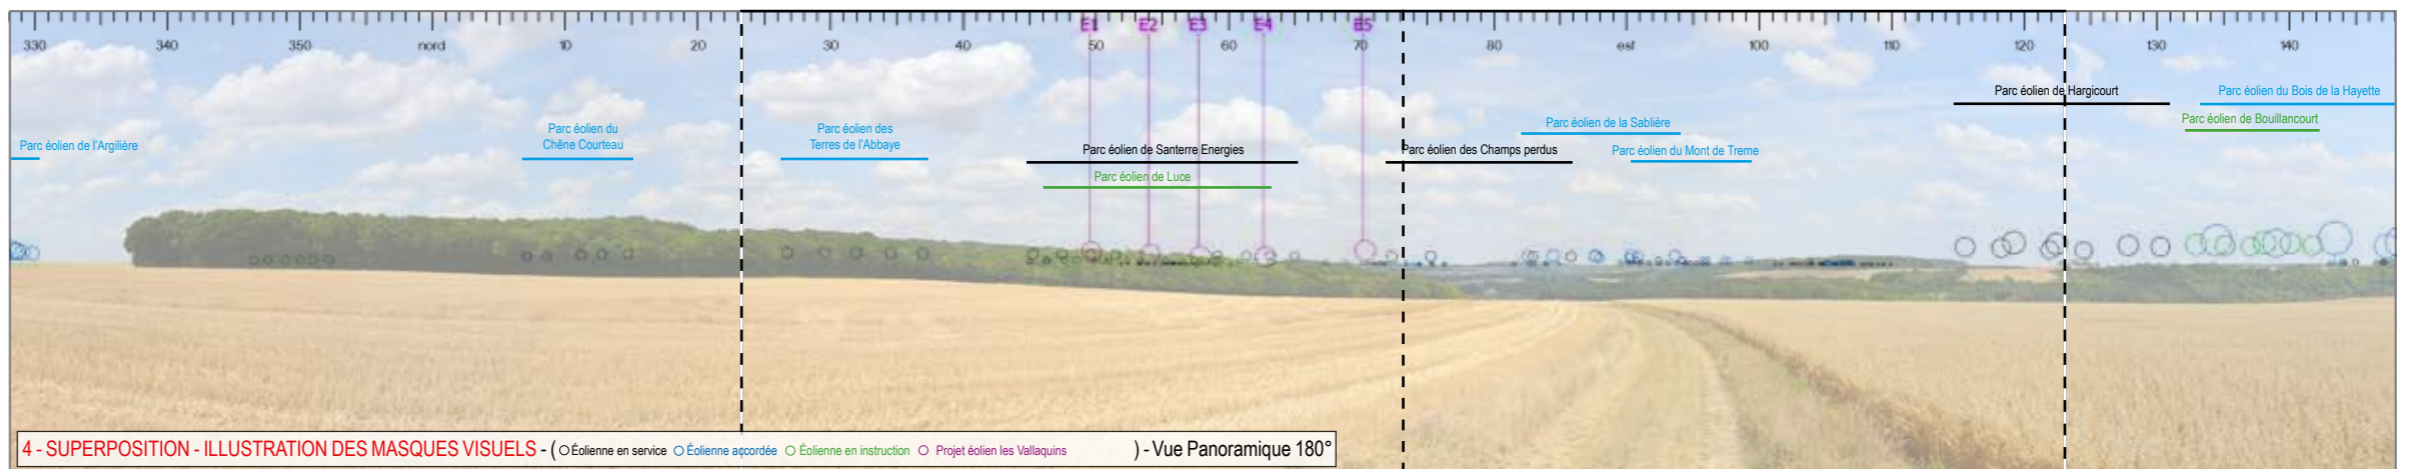 E1 E2 E3 E4 E5
330 340 350 nord 10 20 30 40 50 60 70 80 est 100 110 120 130 140
Parc éolien de Hargicourt
Parc éolien du Bois de la Hayette
Parc éolien de Bouillancourt
Parc éolien de la Sablière
Parc éolien de l'Argilière
Parc éolien du
Chêne Courteau
Parc éolien des
Terres de l'Abbaye
Parc éolien de Santerre Energies
Parc éolien des Champs perdus
Parc éolien du Mont de Treme
Parc éolien de Luce
4 - SUPERPOSITION - ILLUSTRATION DES MASQUES VISUELS - ( Éolienne en service Éolienne accordée Éolienne en instruction Projet éolien les Vallaquins ) - Vue Panoramique 180°